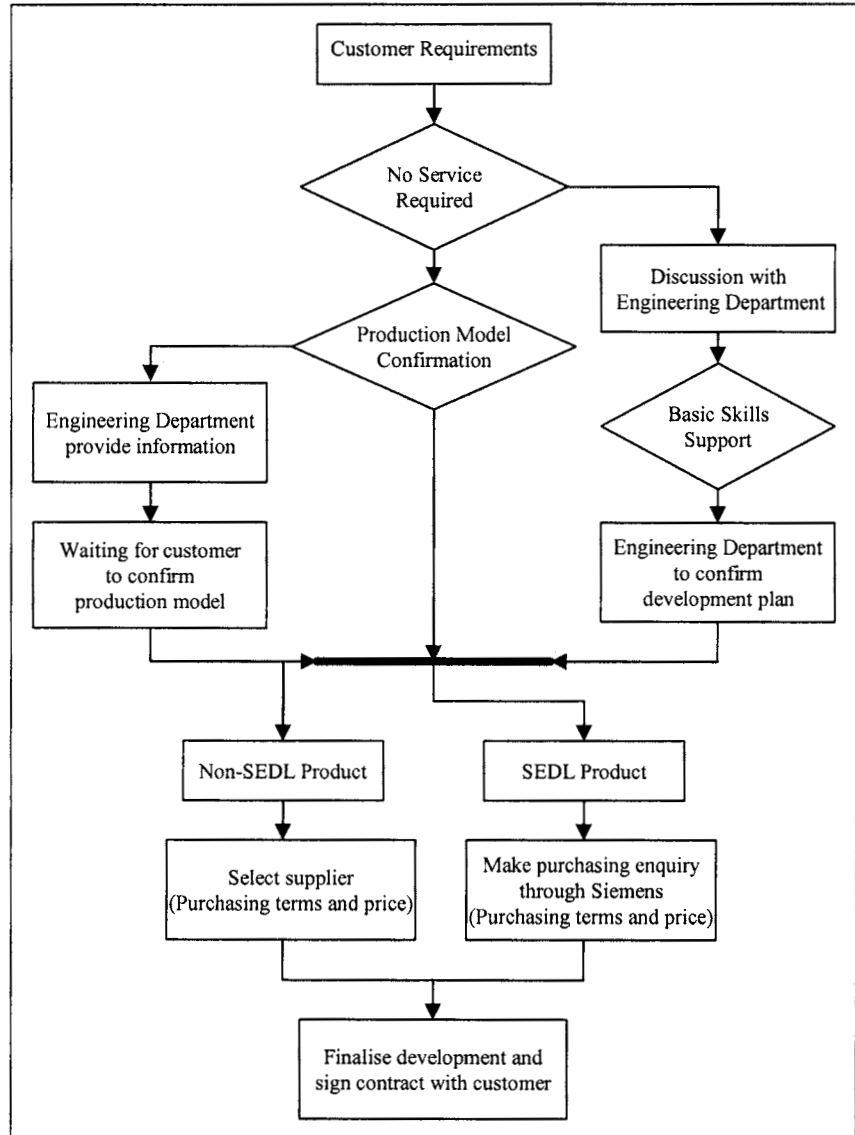 Customer Requirements
No Service
Required
Discussion with
Engineering Department
Production Model
Confirmation
Engineering Department
provide information
Basic Skills
Support
Waiting for customer
to confirm
production model
Engineering Department
to confirm
development plan
Non-SEDL Product
SEDL Product
Select supplier
(Purchasing terms and price)
Make purchasing enquiry
through Siemens
(Purchasing terms and price)
Finalise development and
sign contract with customer